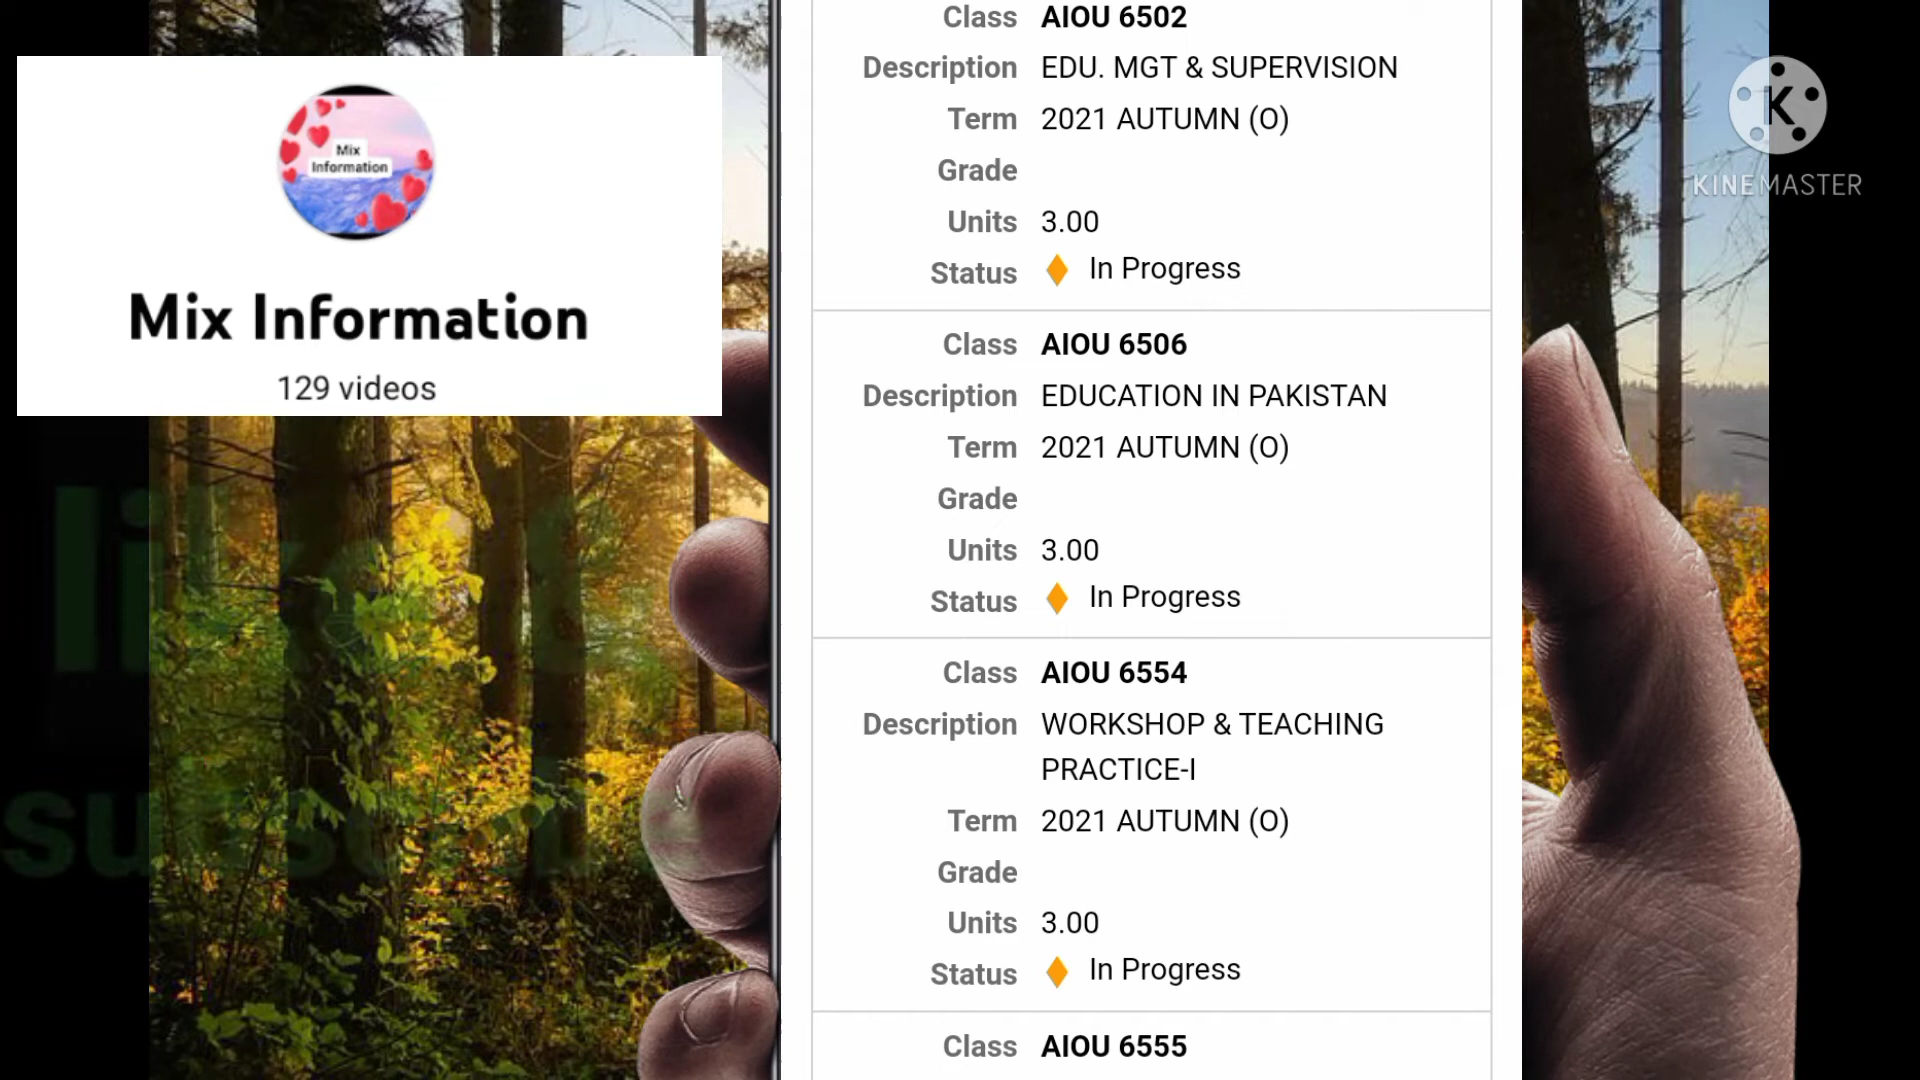 Mix
Information
Mix Information
129 videos
Class AIOU 6502
Description EDU. MGT & SUPERVISION
Term 2021 AUTUMN (O)
Grade
Units 3.00
Status In Progress
Class AIOU 6506
Description EDUCATION IN PAKISTAN
Term 2021 AUTUMN (O)
Grade
Units 3.00
Status In Progress
Class AIOU 6554
Description WORKSHOP & TEACHING
PRACTICE-I
Term 2021 AUTUMN (O)
Grade
Units 3.00
Status In Progress
Class AIOU 6555
K
KINEMASTER